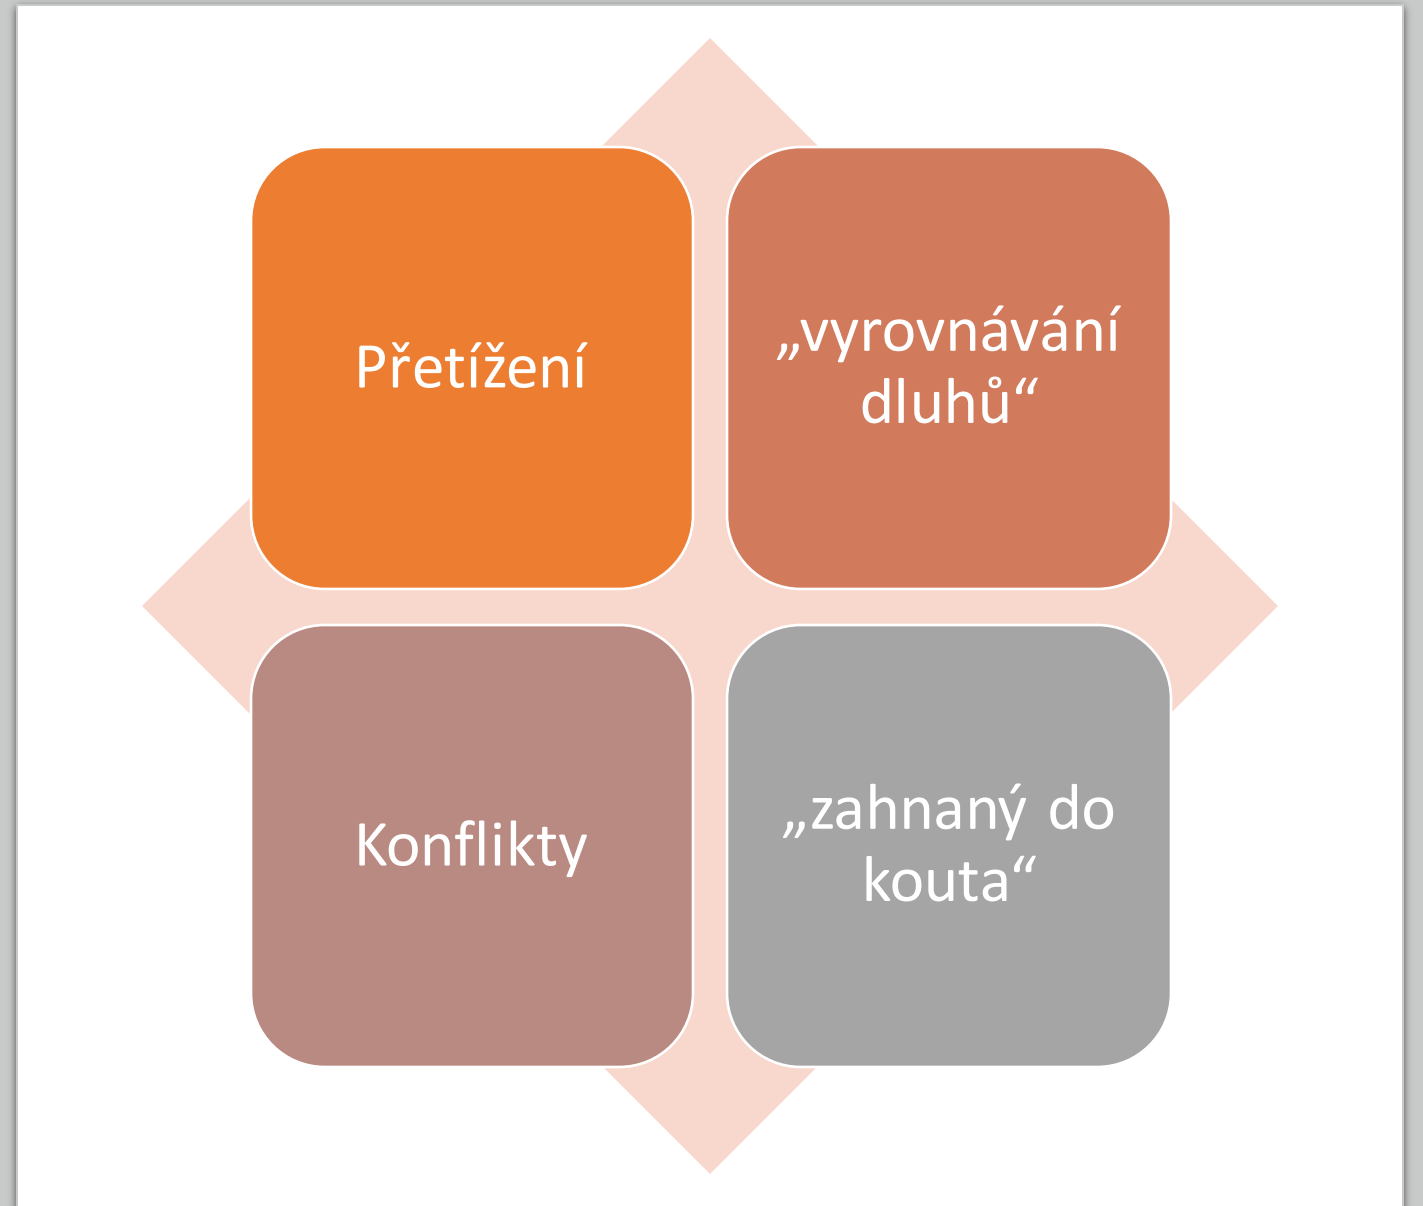 Přetížení
„vyrovnávání
dluhů“
Konflikty
„zahnaný do
kouta“